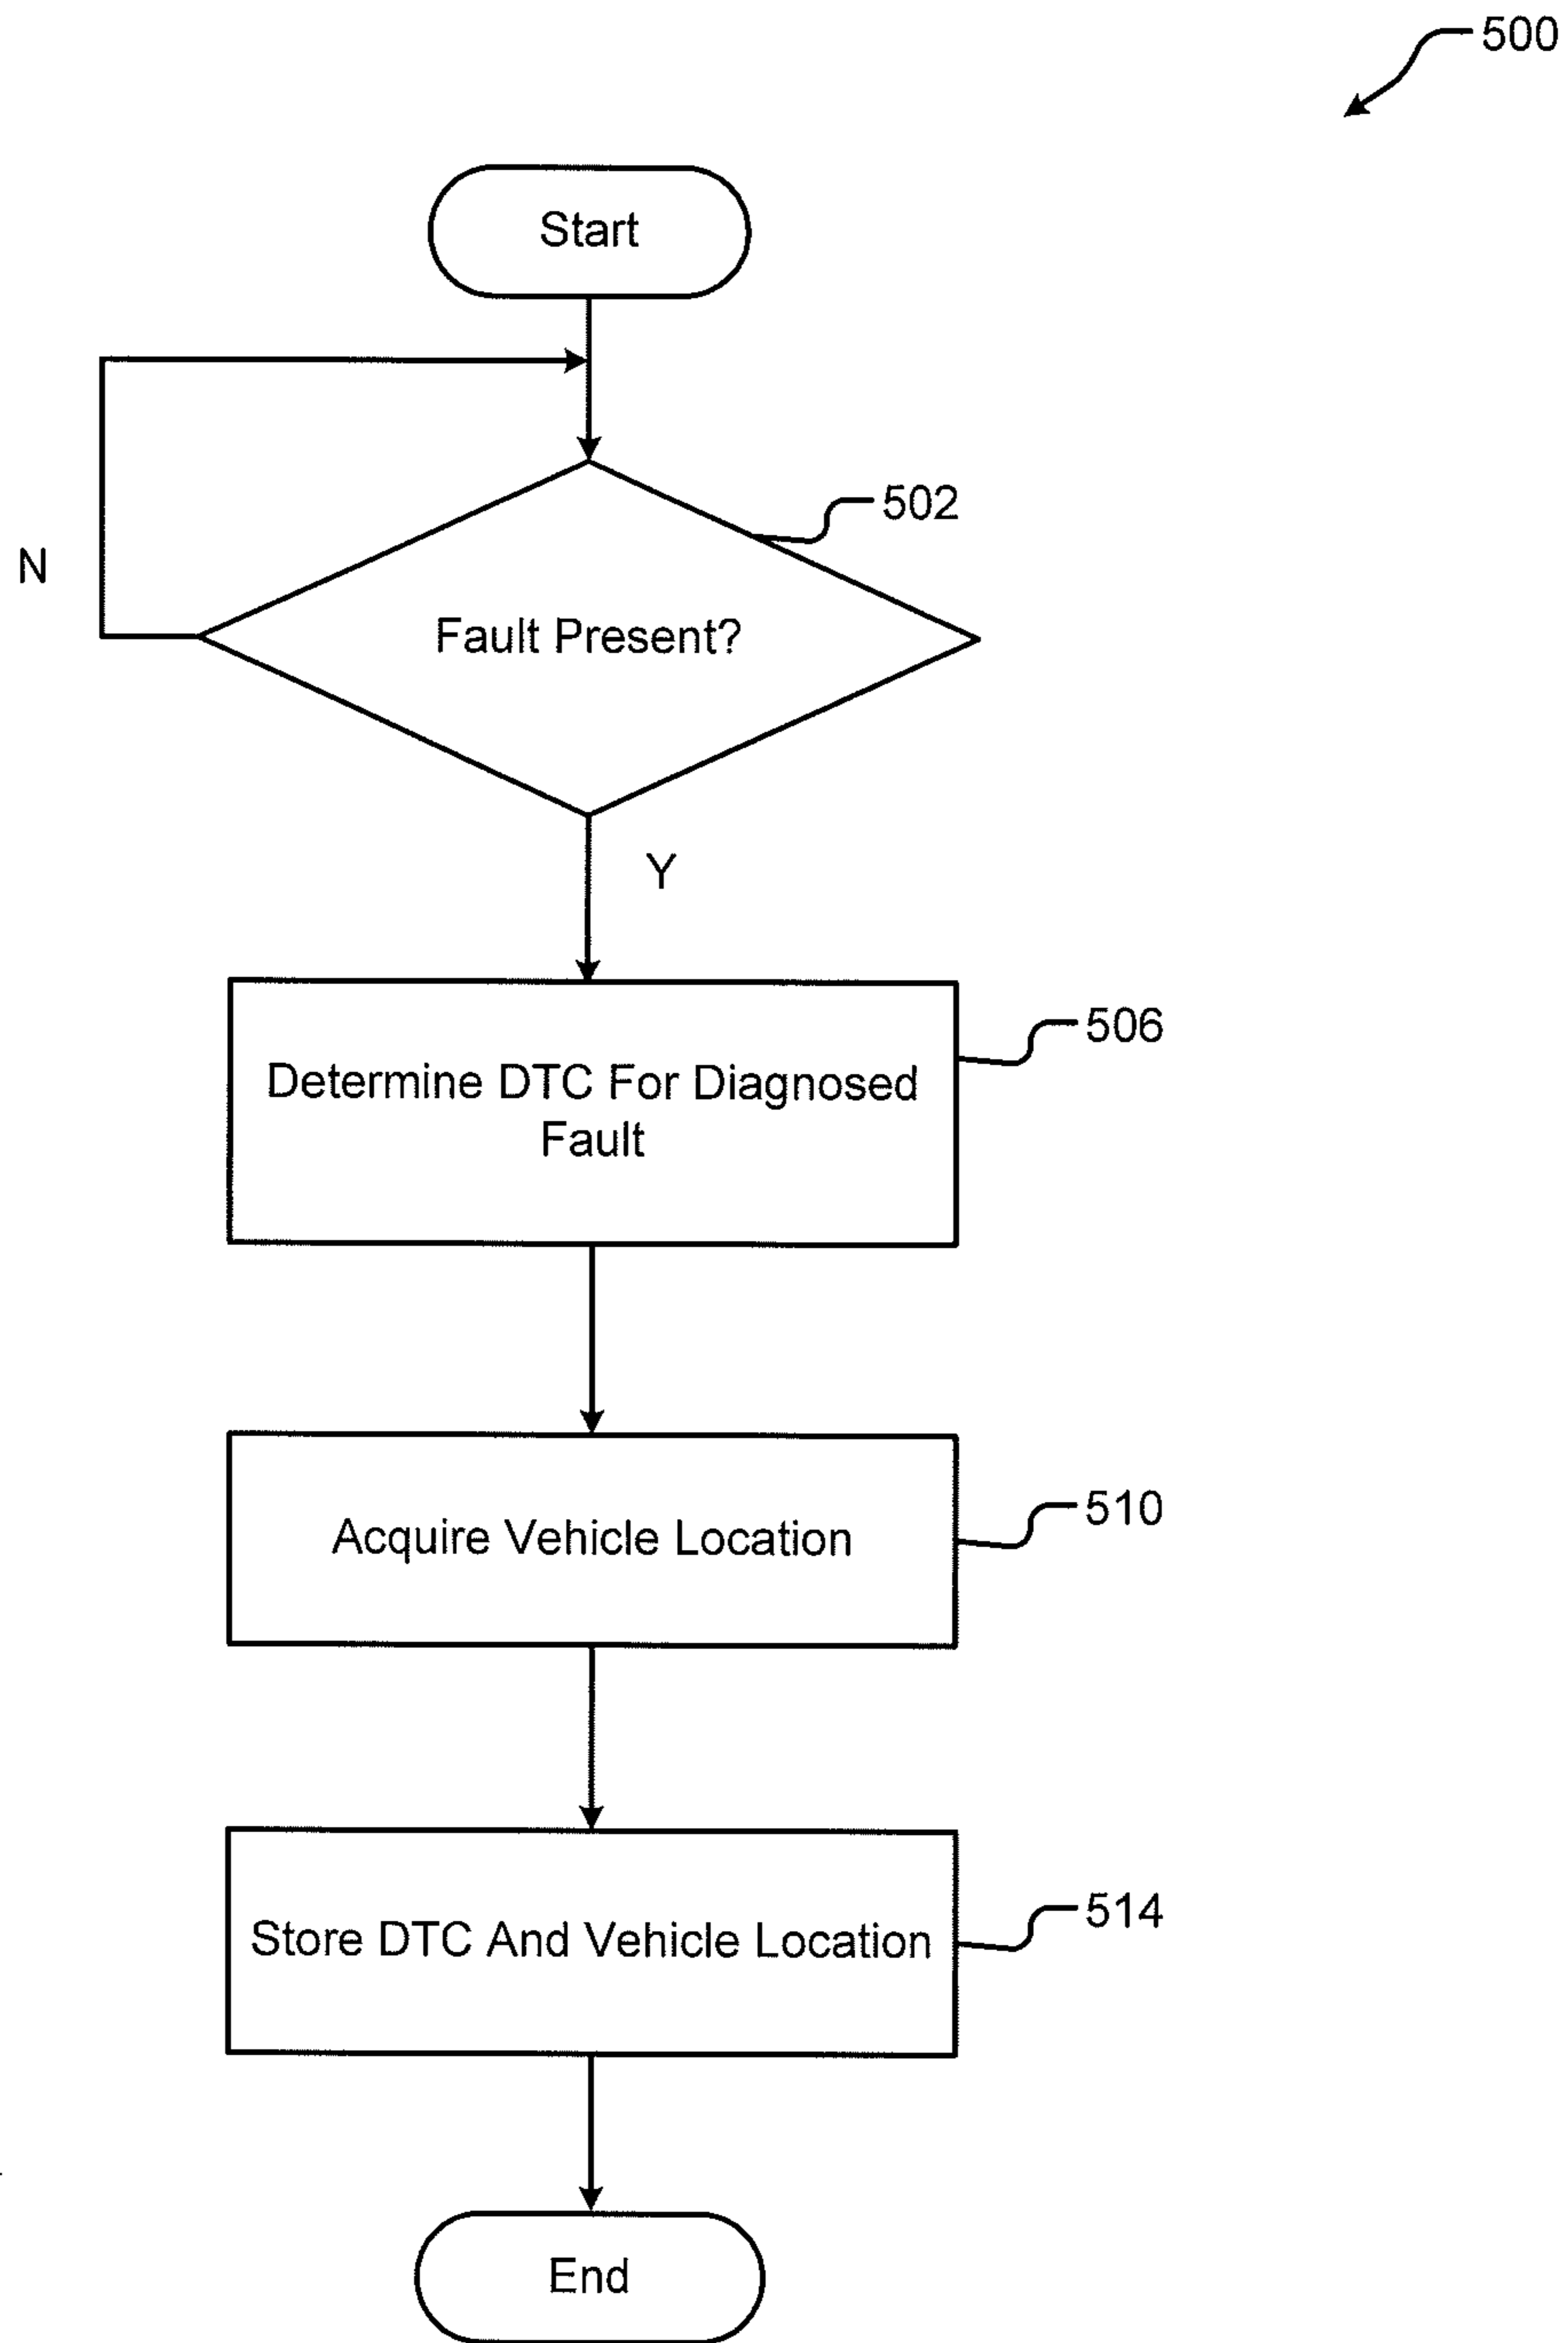 500
Start
502
N
Fault Present?
Y
506
Determine DTC For Diagnosed
Fault
510
Acquire Vehicle Location
514
Store DTC And Vehicle Location
End